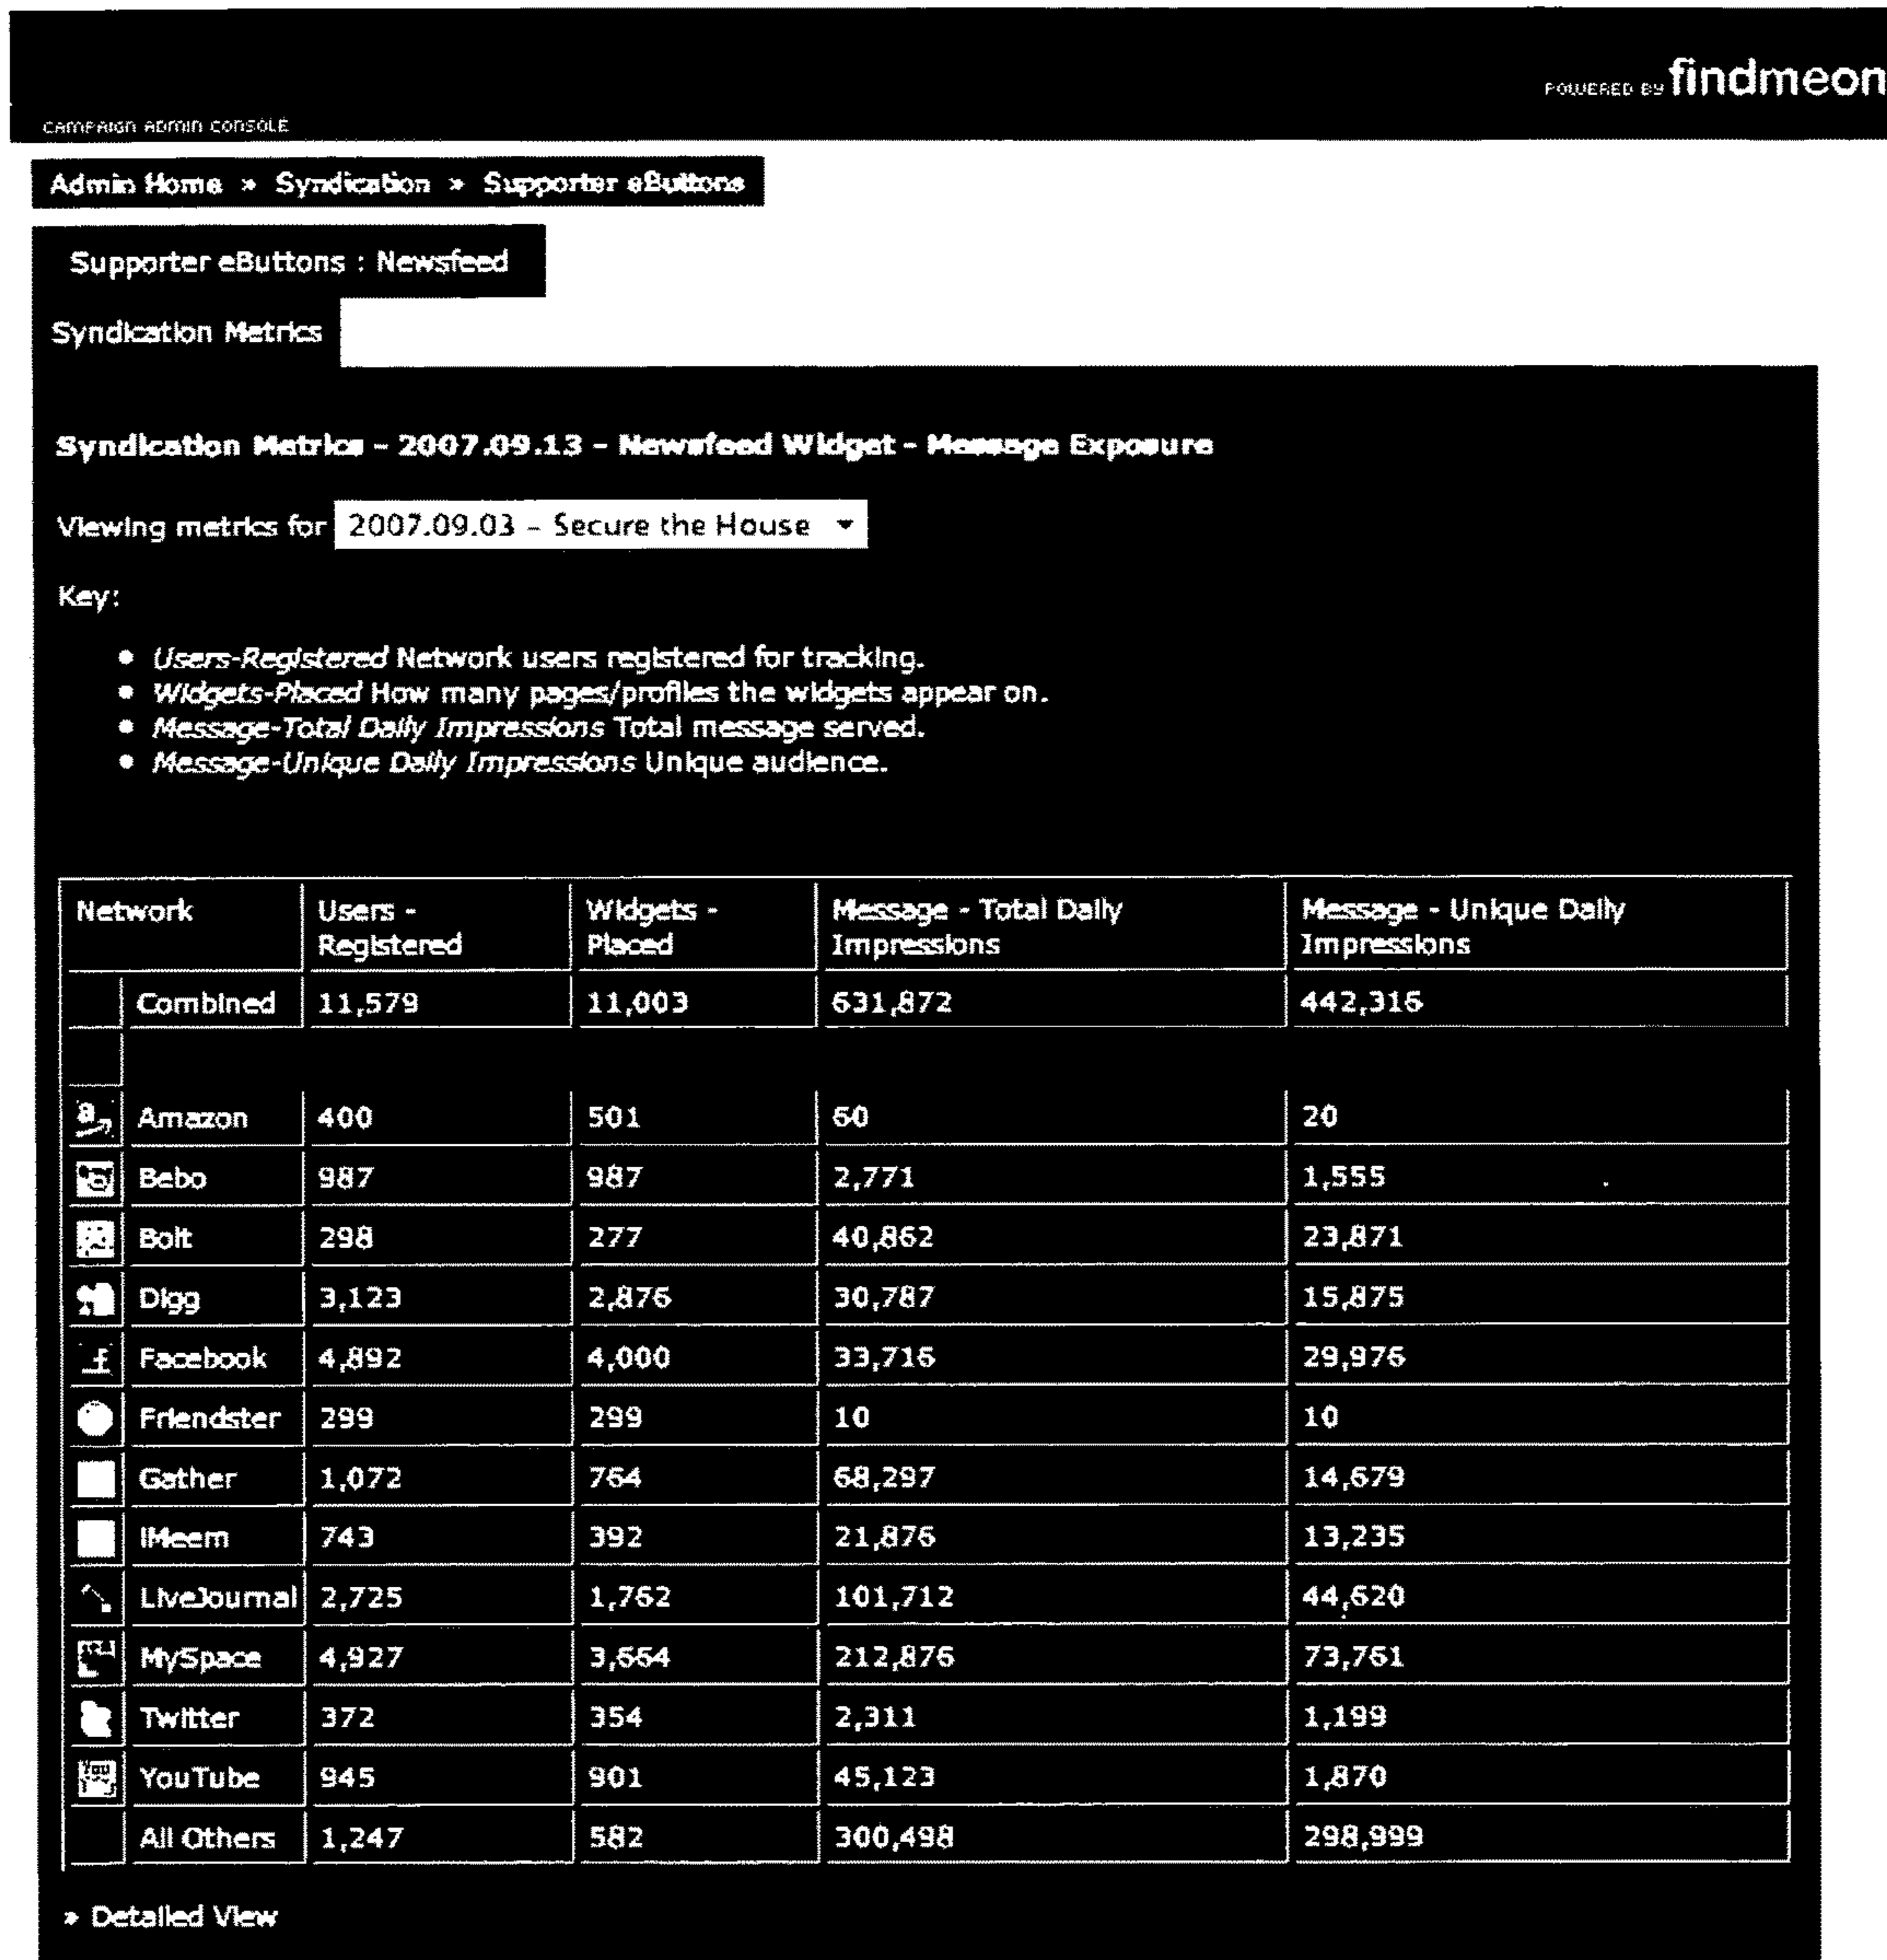 POWERED BY findmeon
CAMPAIGN ADMIN CONSOLE
Admin Home » Syndication » Supporter eButtons
Supporter eButtons : Newsfeed
Syndication Metrics
Syndication Metrics - 2007.09.13 - Newsfeed Widget - Message Exposure
Viewing metrics for 2007.09.03 - Secure the House
Key:
• Users-Registered Network users registered for tracking.
• Widgets-Placed How many pages/profiles the widgets appear on.
• Message-Total Daily Impressions Total message served.
• Message-Unique Daily Impressions Unique audience.
Network Users - Registered Widgets - Placed Message - Total Daily Impressions Message - Unique Daily Impressions
Combined 11,579 11,003 631,872 442,316
Amazon 400 501 60 20
Bebo 987 987 2,771 1,555
Bolt 298 277 40,862 23,871
Digg 3,123 2,876 30,787 15,875
Facebook 4,892 4,000 33,716 29,976
Friendster 299 299 10 10
Gather 1,072 764 68,297 14,679
iMeem 743 392 21,876 13,235
LiveJournal 2,725 1,762 101,712 44,620
MySpace 4,927 3,664 212,876 73,761
Twitter 372 354 2,311 1,199
YouTube 945 901 45,123 1,870
All Others 1,247 582 300,498 298,999
» Detailed View